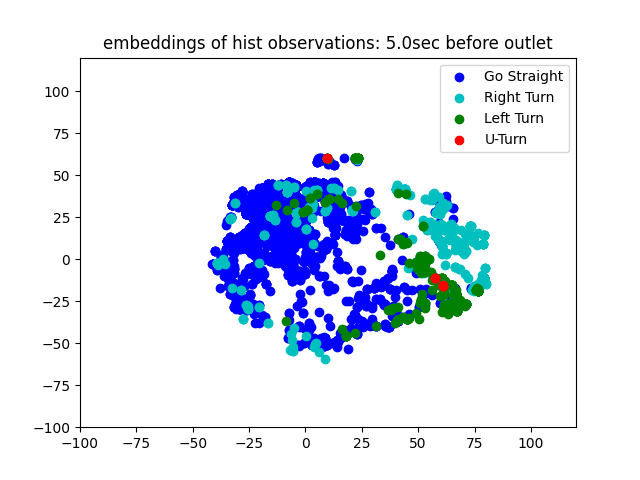 embeddings of hist observations: 5.0sec before outlet
Go Straight
Right Turn
Left Turn
U-Turn
100
75
50
25
0
−25
−50
−75
−100
−100 −75 −50 −25 0 25 50 75 100